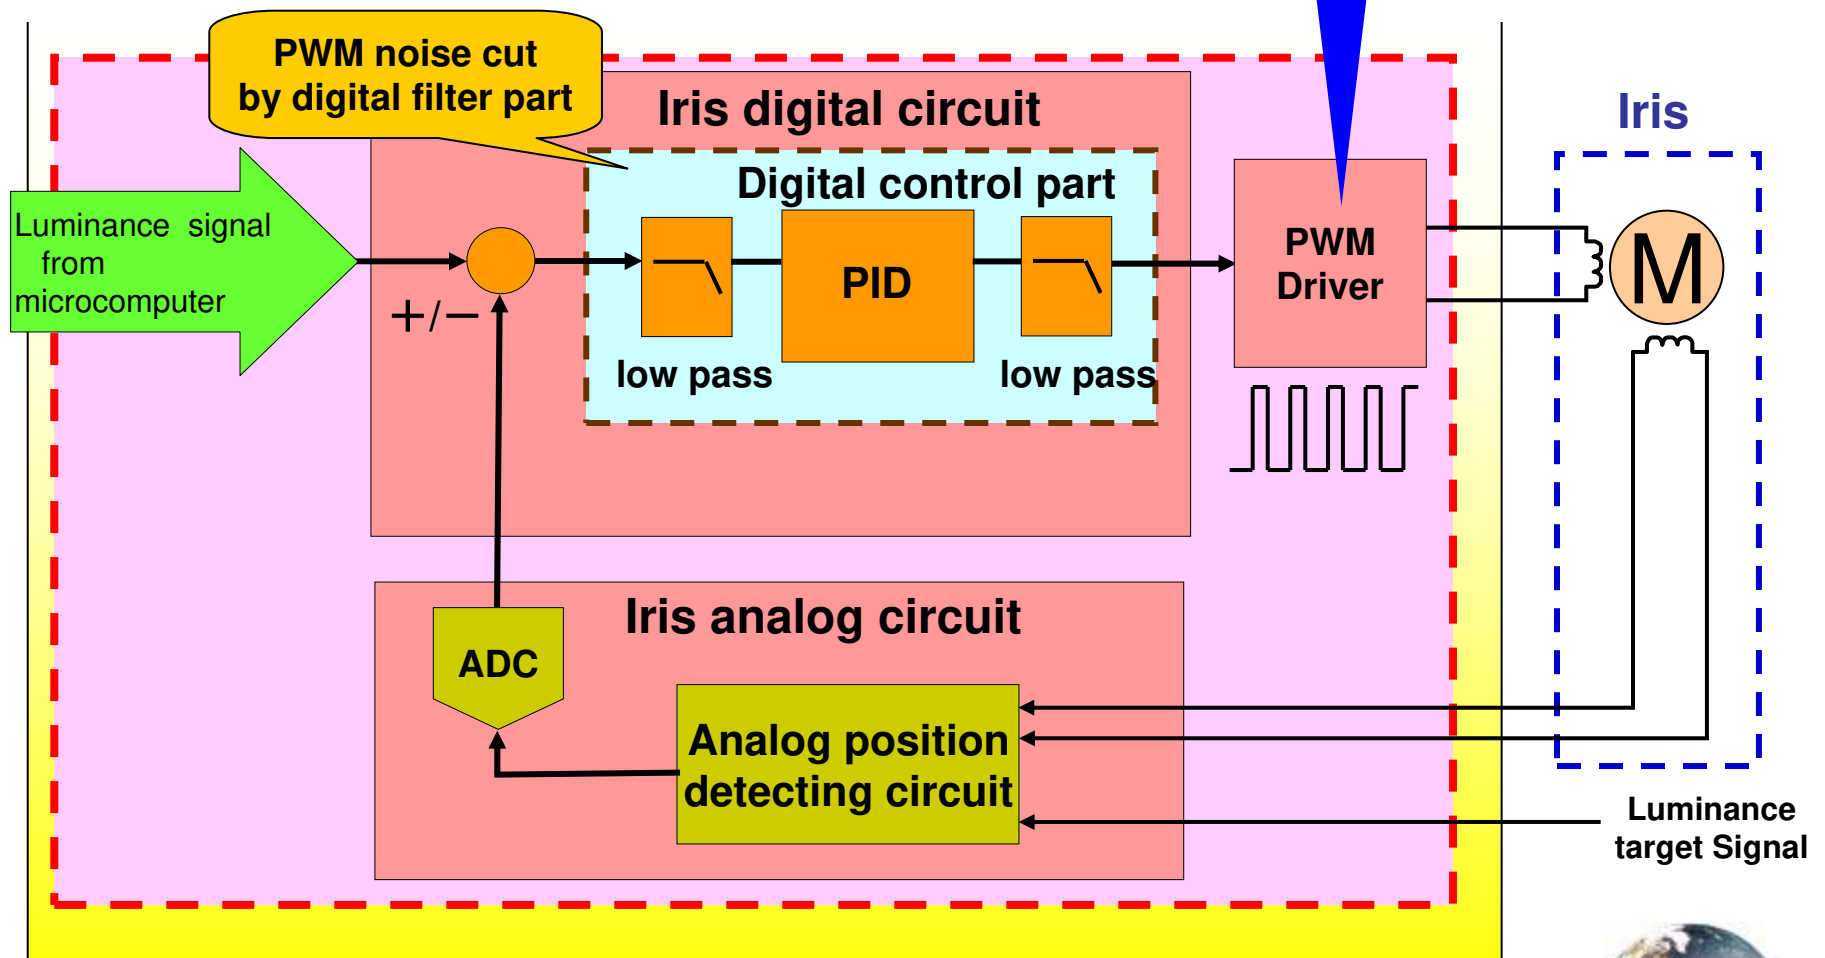 PWM noise cut
by digital filter part
Iris digital circuit
Iris
Digital control part
Luminance signal
from
microcomputer
+/−
PID
low pass
low pass
PWM
Driver
M
Iris analog circuit
ADC
Analog position
detecting circuit
Luminance
target Signal